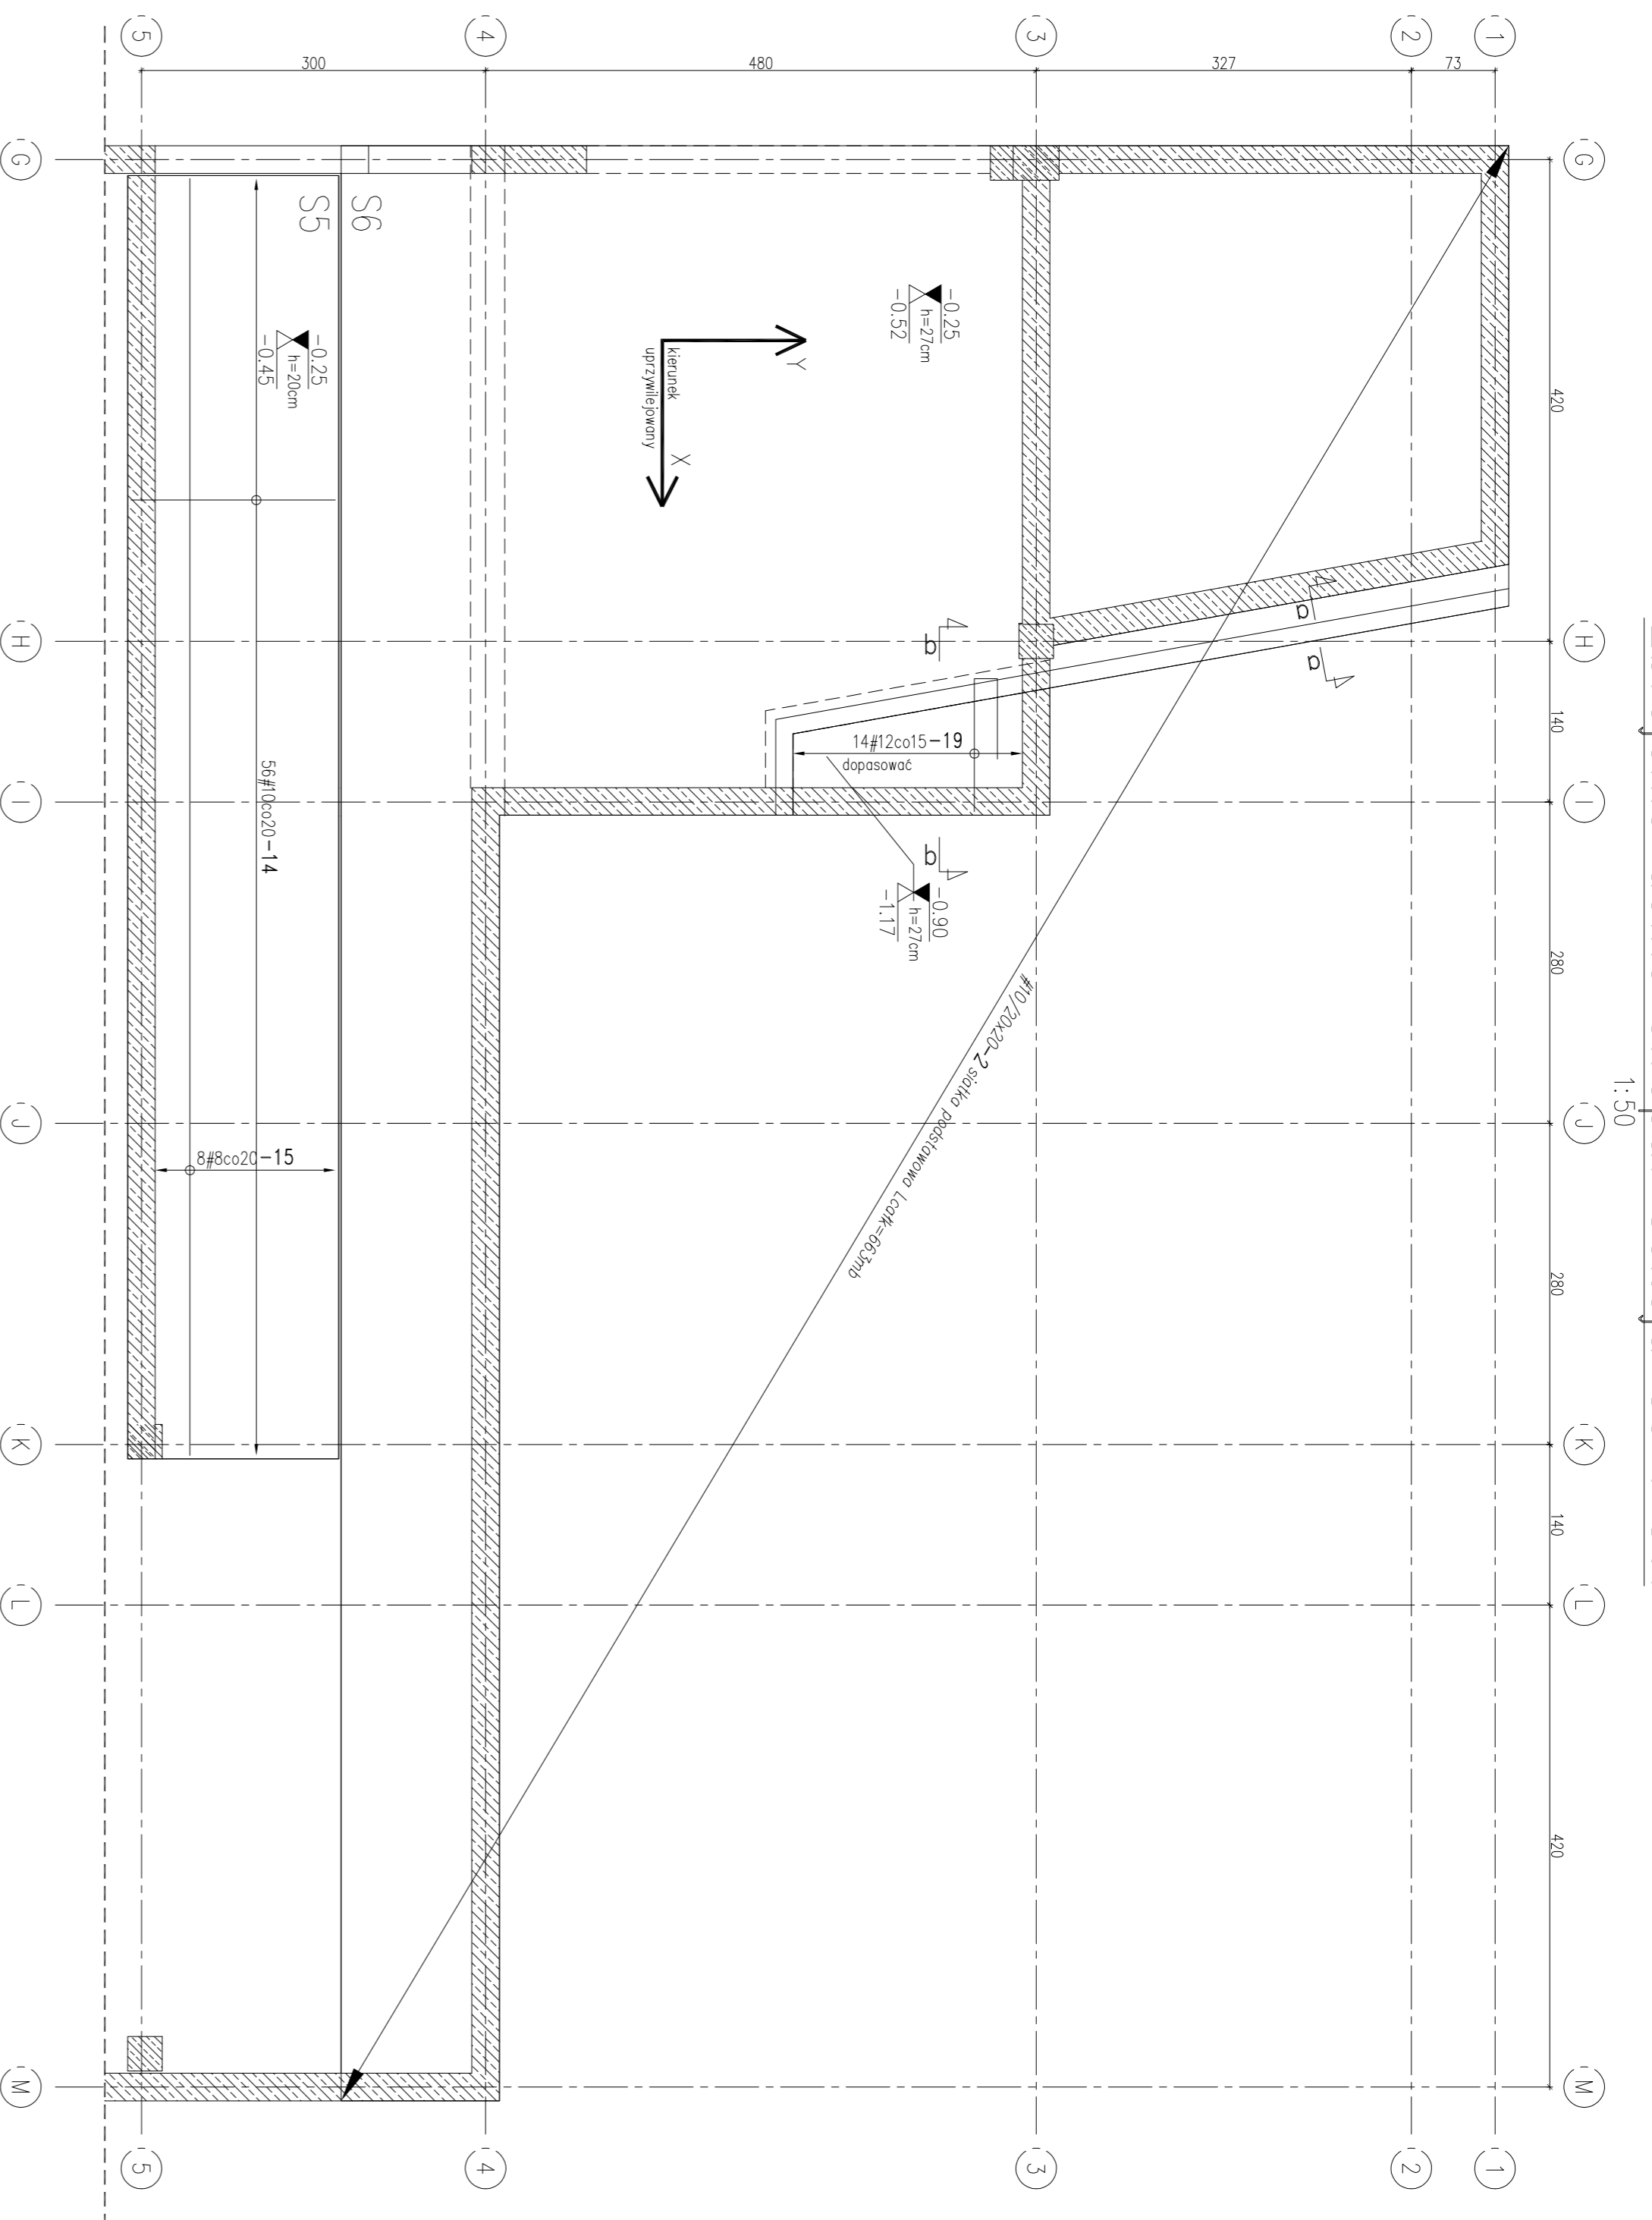 1:50
G
H
I
J
K
L
M
420
140
280
280
140
420
1
2
3
4
5
73
327
480
300
1
2
3
4
5
a
a
b
b
-0.25
h=27cm
-0.52
14#12co15-19
dopasować
-0.90
h=27cm
-1.17
#10/20x20-2 siatka podstawowa Lcałk=663mb
Y
X
kierunek
uprzywilejowany
S6
S5
-0.25
h=20cm
-0.45
56#10co20-14
8#8co20-15
G
H
I
J
K
L
M